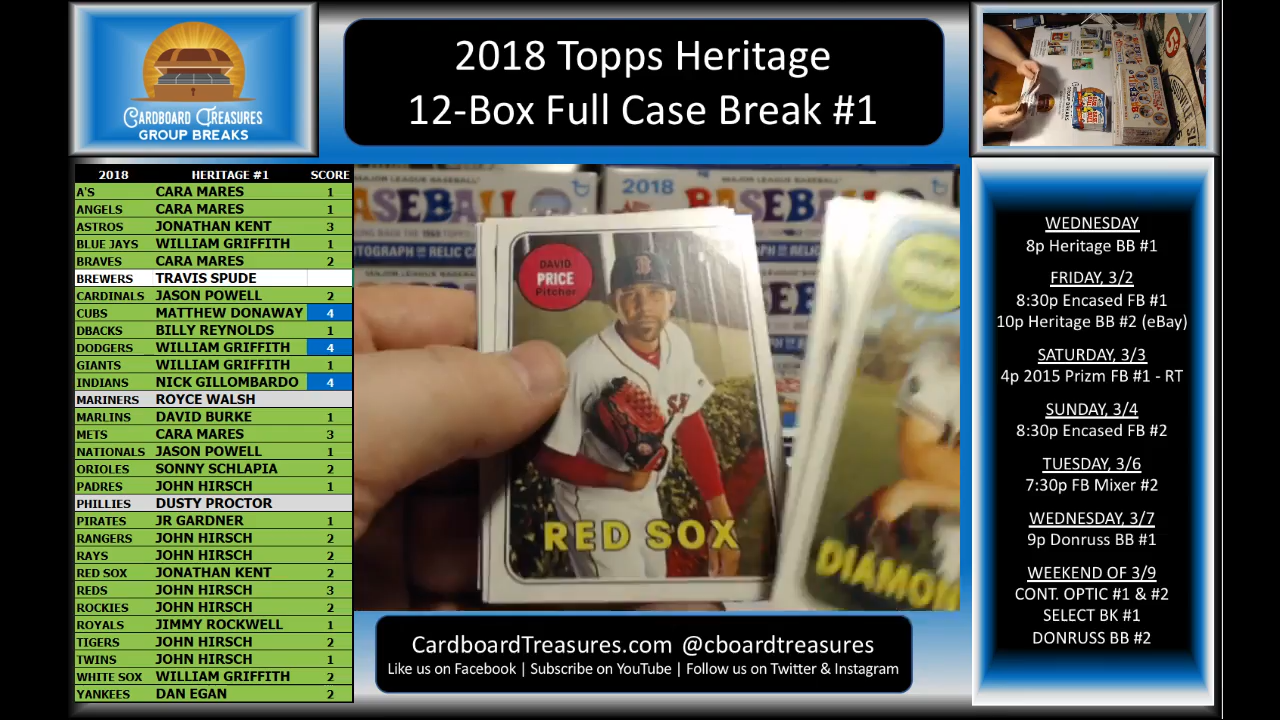 CARDBOARD TREASURES
GROUP BREAKS
2018 Topps Heritage
12-Box Full Case Break #1
2018 HERITAGE #1 SCORE
A'S CARA MARES 1
ANGELS CARA MARES 1
ASTROS JONATHAN KENT 3
BLUE JAYS WILLIAM GRIFFITH 1
BRAVES CARA MARES 2
BREWERS TRAVIS SPUDE
CARDINALS JASON POWELL 2
CUBS MATTHEW DONAWAY 4
DBACKS BILLY REYNOLDS 1
DODGERS WILLIAM GRIFFITH 4
GIANTS WILLIAM GRIFFITH 1
INDIANS NICK GILLOMBARDO 4
MARINERS ROYCE WALSH
MARLINS DAVID BURKE 1
METS CARA MARES 3
NATIONALS JASON POWELL 1
ORIOLES SONNY SCHLAPIA 2
PADRES JOHN HIRSCH 1
PHILLIES DUSTY PROCTOR
PIRATES JR GARDNER 1
RANGERS JOHN HIRSCH 2
RAYS JOHN HIRSCH 2
RED SOX JONATHAN KENT 2
REDS JOHN HIRSCH 3
ROCKIES JOHN HIRSCH 2
ROYALS JIMMY ROCKWELL 1
TIGERS JOHN HIRSCH 2
TWINS JOHN HIRSCH 1
WHITE SOX WILLIAM GRIFFITH 2
YANKEES DAN EGAN 2
2018
BASEBALL
DAVID
PRICE
Pitcher
RED SOX
DIAMON
CardboardTreasures.com @cboardtreasures
Like us on Facebook | Subscribe on YouTube | Follow us on Twitter & Instagram
WEDNESDAY
8p Heritage BB #1
FRIDAY, 3/2
8:30p Encased FB #1
10p Heritage BB #2 (eBay)
SATURDAY, 3/3
4p 2015 Prizm FB #1 - RT
SUNDAY, 3/4
8:30p Encased FB #2
TUESDAY, 3/6
7:30p FB Mixer #2
WEDNESDAY, 3/7
9p Donruss BB #1
WEEKEND OF 3/9
CONT. OPTIC #1 & #2
SELECT BK #1
DONRUSS BB #2